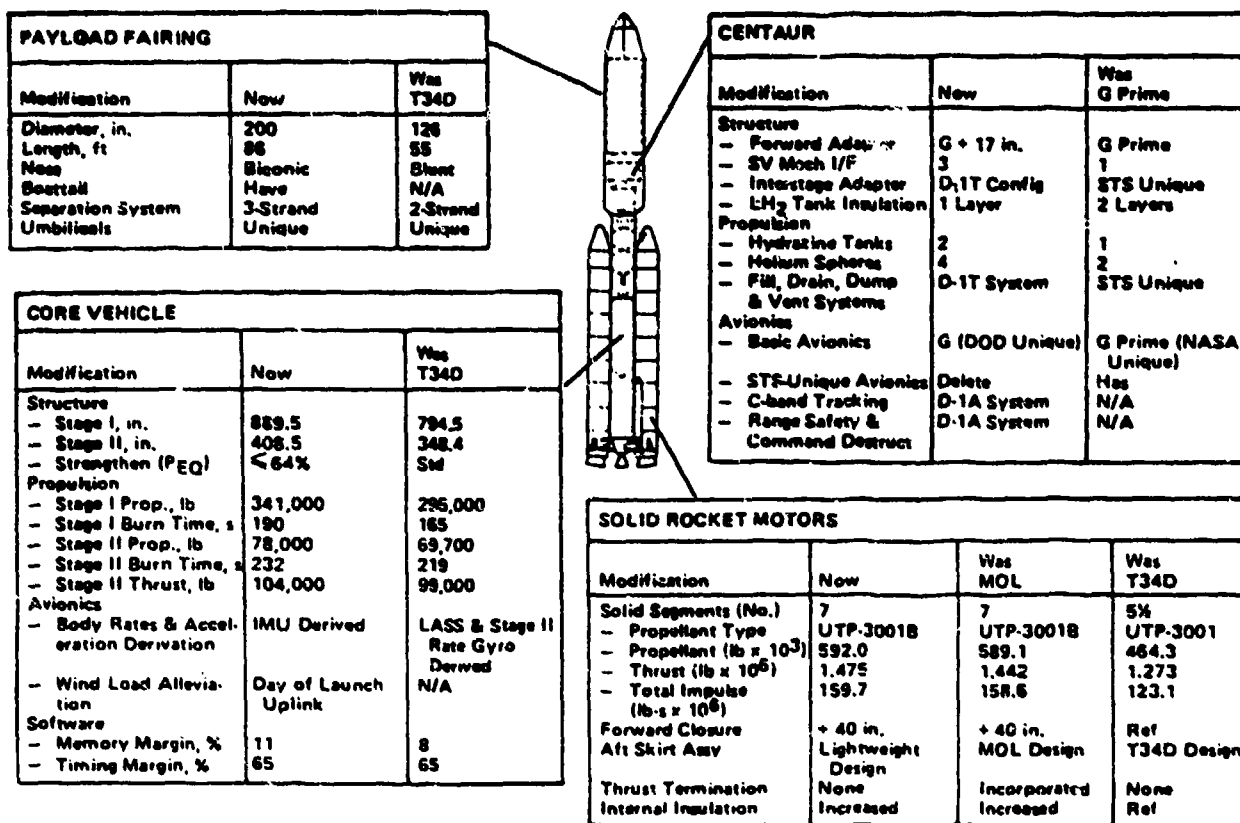 PAYLOAD FAIRING
Modification Now Was T34D
Diameter, in. 200 126
Length, ft 86 55
Nose Biconic Blunt
Boattail Have N/A
Separation System 3-Strand 2-Strand
Umbilicals Unique Unique
CENTAUR
Modification Now Was G Prime
Structure
– Forward Adapter G + 17 in. G Prime
– SV Mech I/F 3 1
– Interstage Adapter D-1T Config STS Unique
– LH2 Tank Insulation 1 Layer 2 Layers
Propulsion
– Hydrazine Tanks 2 1
– Helium Spheres 4 2
– Fill, Drain, Dump D-1T System STS Unique
& Vent Systems
Avionics
– Basic Avionics G (DOD Unique) G Prime (NASA
Unique)
– STS-Unique Avionics Delete Has
– C-band Tracking D-1A System N/A
– Range Safety & D-1A System N/A
Command Destruct
CORE VEHICLE
Modification Now Was T34D
Structure
– Stage I, in. 889.5 794.5
– Stage II, in. 408.5 348.4
– Strengthen (PEQ) ≤ 64% Std
Propulsion
– Stage I Prop., lb 341,000 295,000
– Stage I Burn Time, s 190 165
– Stage II Prop., lb 78,000 69,700
– Stage II Burn Time, s 232 219
– Stage II Thrust, lb 104,000 99,000
Avionics
– Body Rates & Accel- IMU Derived LASS & Stage II
eration Derivation Rate Gyro
Derived
– Wind Load Allevia- Day of Launch N/A
tion Uplink
Software
– Memory Margin, % 11 8
– Timing Margin, % 65 65
SOLID ROCKET MOTORS
Modification Now Was MOL Was T34D
Solid Segments (No.) 7 7 5½
– Propellant Type UTP-3001B UTP-3001B UTP-3001
– Propellant (lb x 10³) 592.0 589.1 464.3
– Thrust (lb x 10⁶) 1.475 1.442 1.273
– Total Impulse 159.7 158.6 123.1
(lb-s x 10⁶)
Forward Closure + 40 in. + 40 in. Ref
Aft Skirt Assy Lightweight MOL Design T34D Design
Design
Thrust Termination None Incorporated None
Internal Insulation Increased Increased Ref